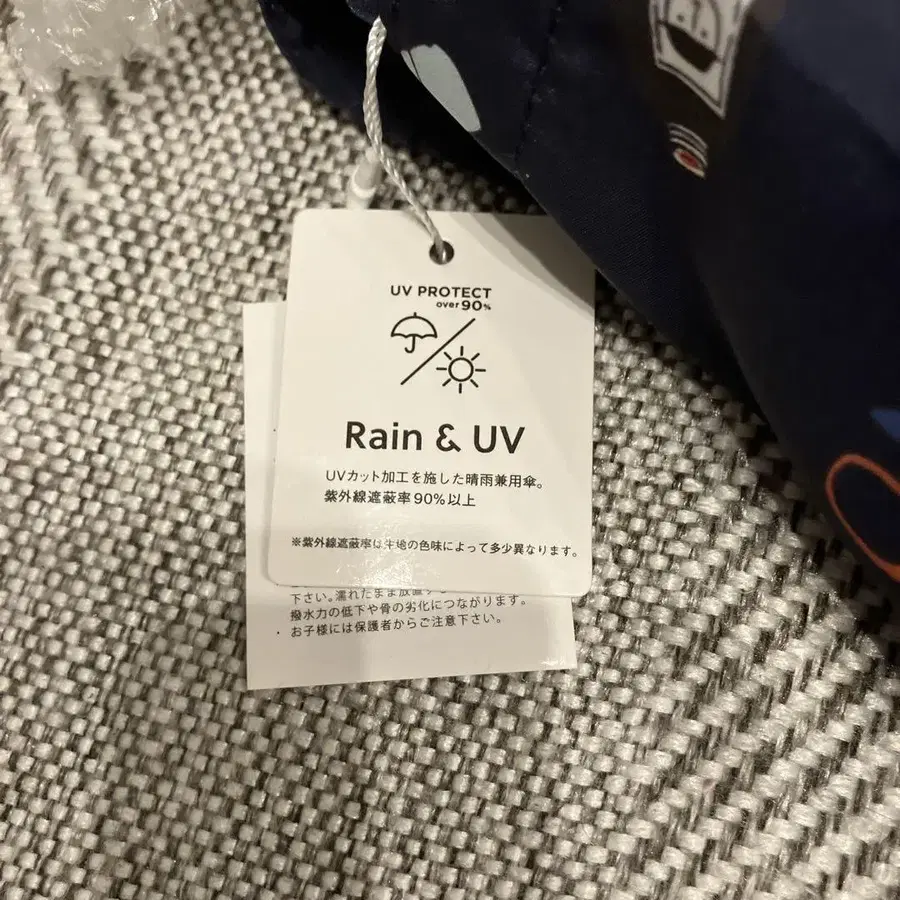 UV PROTECT
over 90%
Rain & UV
UVカット加工を施した晴雨兼用傘。
紫外線遮蔽率90%以上
※紫外線遮蔽率は生地の色味によって多少異なります。
下さい。濡れたまま放置
撥水力の低下や骨の劣化につながります。
・お子様には保護者からご注意下さい。